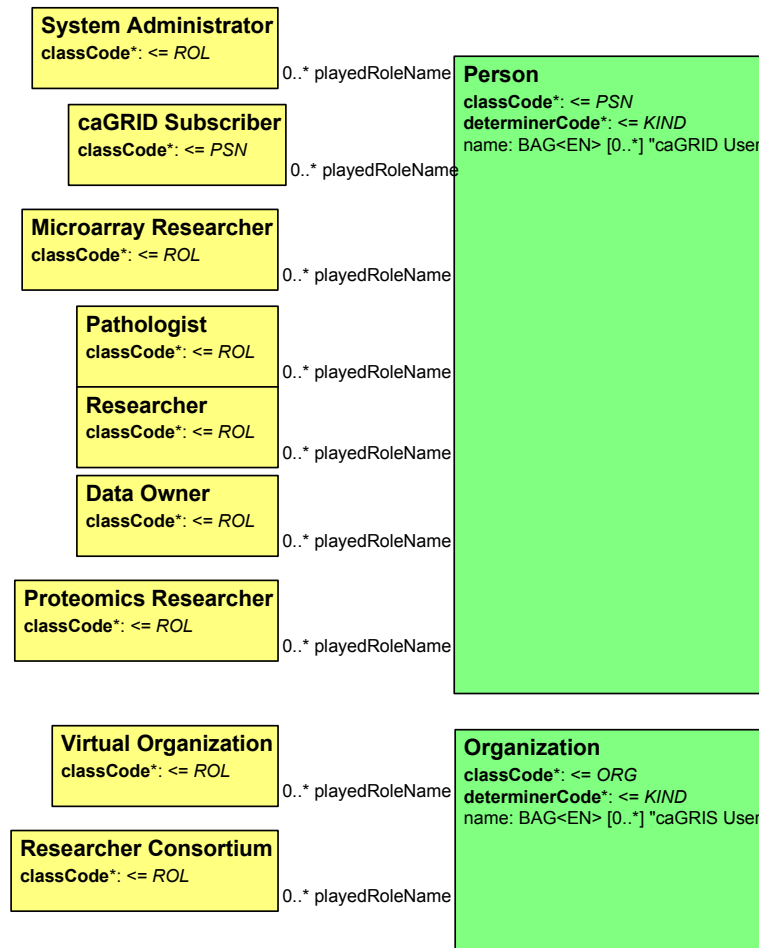 System Administrator
classCode*: <= ROL
0..* playedRoleName
caGRID Subscriber
classCode*: <= PSN
0..* playedRoleName
Microarray Researcher
classCode*: <= ROL
0..* playedRoleName
Pathologist
classCode*: <= ROL
0..* playedRoleName
Researcher
classCode*: <= ROL
0..* playedRoleName
Data Owner
classCode*: <= ROL
0..* playedRoleName
Proteomics Researcher
classCode*: <= ROL
0..* playedRoleName
Person
classCode*: <= PSN
determinerCode*: <= KIND
name: BAG<EN> [0..*] "caGRID User
Virtual Organization
classCode*: <= ROL
0..* playedRoleName
Researcher Consortium
classCode*: <= ROL
0..* playedRoleName
Organization
classCode*: <= ORG
determinerCode*: <= KIND
name: BAG<EN> [0..*] "caGRIS User